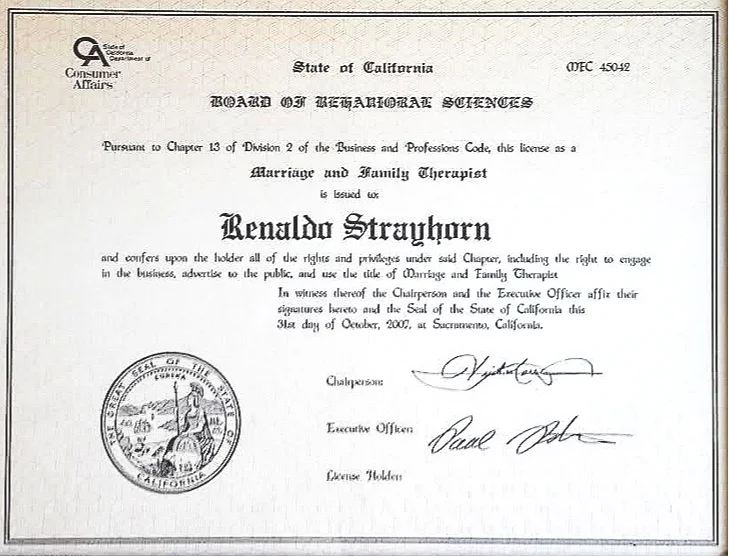 State of
California
Department of
Consumer
Affairs
State of California
MFC 45042
BOARD OF BEHAVIORAL SCIENCES
Pursuant to Chapter 13 of Division 2 of the Business and Professions Code, this license as a
Marriage and Family Therapist
is issued to:
Renaldo Strayhorn
and confers upon the holder all of the rights and privileges under said Chapter, including the right to engage
in the business, advertise to the public, and use the title of Marriage and Family Therapist
In witness thereof the Chairperson and the Executive Officer affix their
signatures hereto and the Seal of the State of California this
31st day of October, 2007, at Sacramento, California.
THE GREAT SEAL OF THE STATE OF CALIFORNIA
EUREKA
Chairperson:
Executive Officer:
Paul
License Holder: